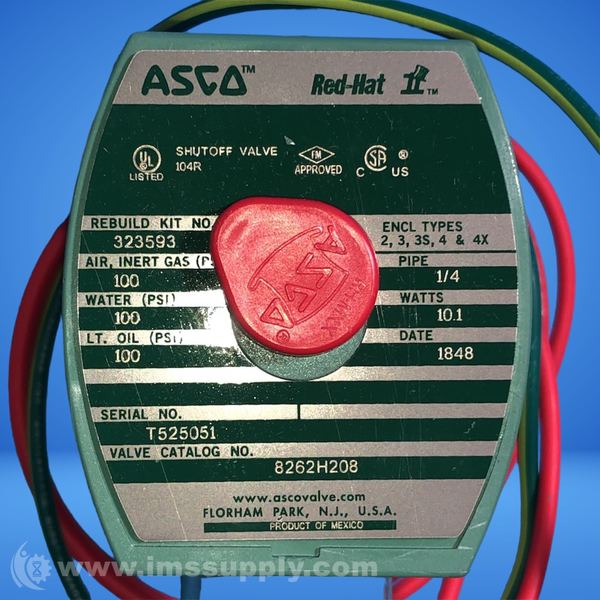 ASCO™ Red-Hat II™
UL LISTED SHUTOFF VALVE 104R FM APPROVED C SA ® C US
REBUILD KIT NO
323593
ENCL TYPES
2, 3, 3S, 4 & 4X
AIR, INERT GAS (P
100
PIPE
1/4
WATER (PSI)
100
WATTS
10.1
LT. OIL (PSI)
100
DATE
1848
ASCO
SERIAL NO.
T525051
VALVE CATALOG NO.
8262H208
www.ascovalve.com
FLORHAM PARK, N.J., U.S.A.
PRODUCT OF MEXICO
© www.imssupply.com